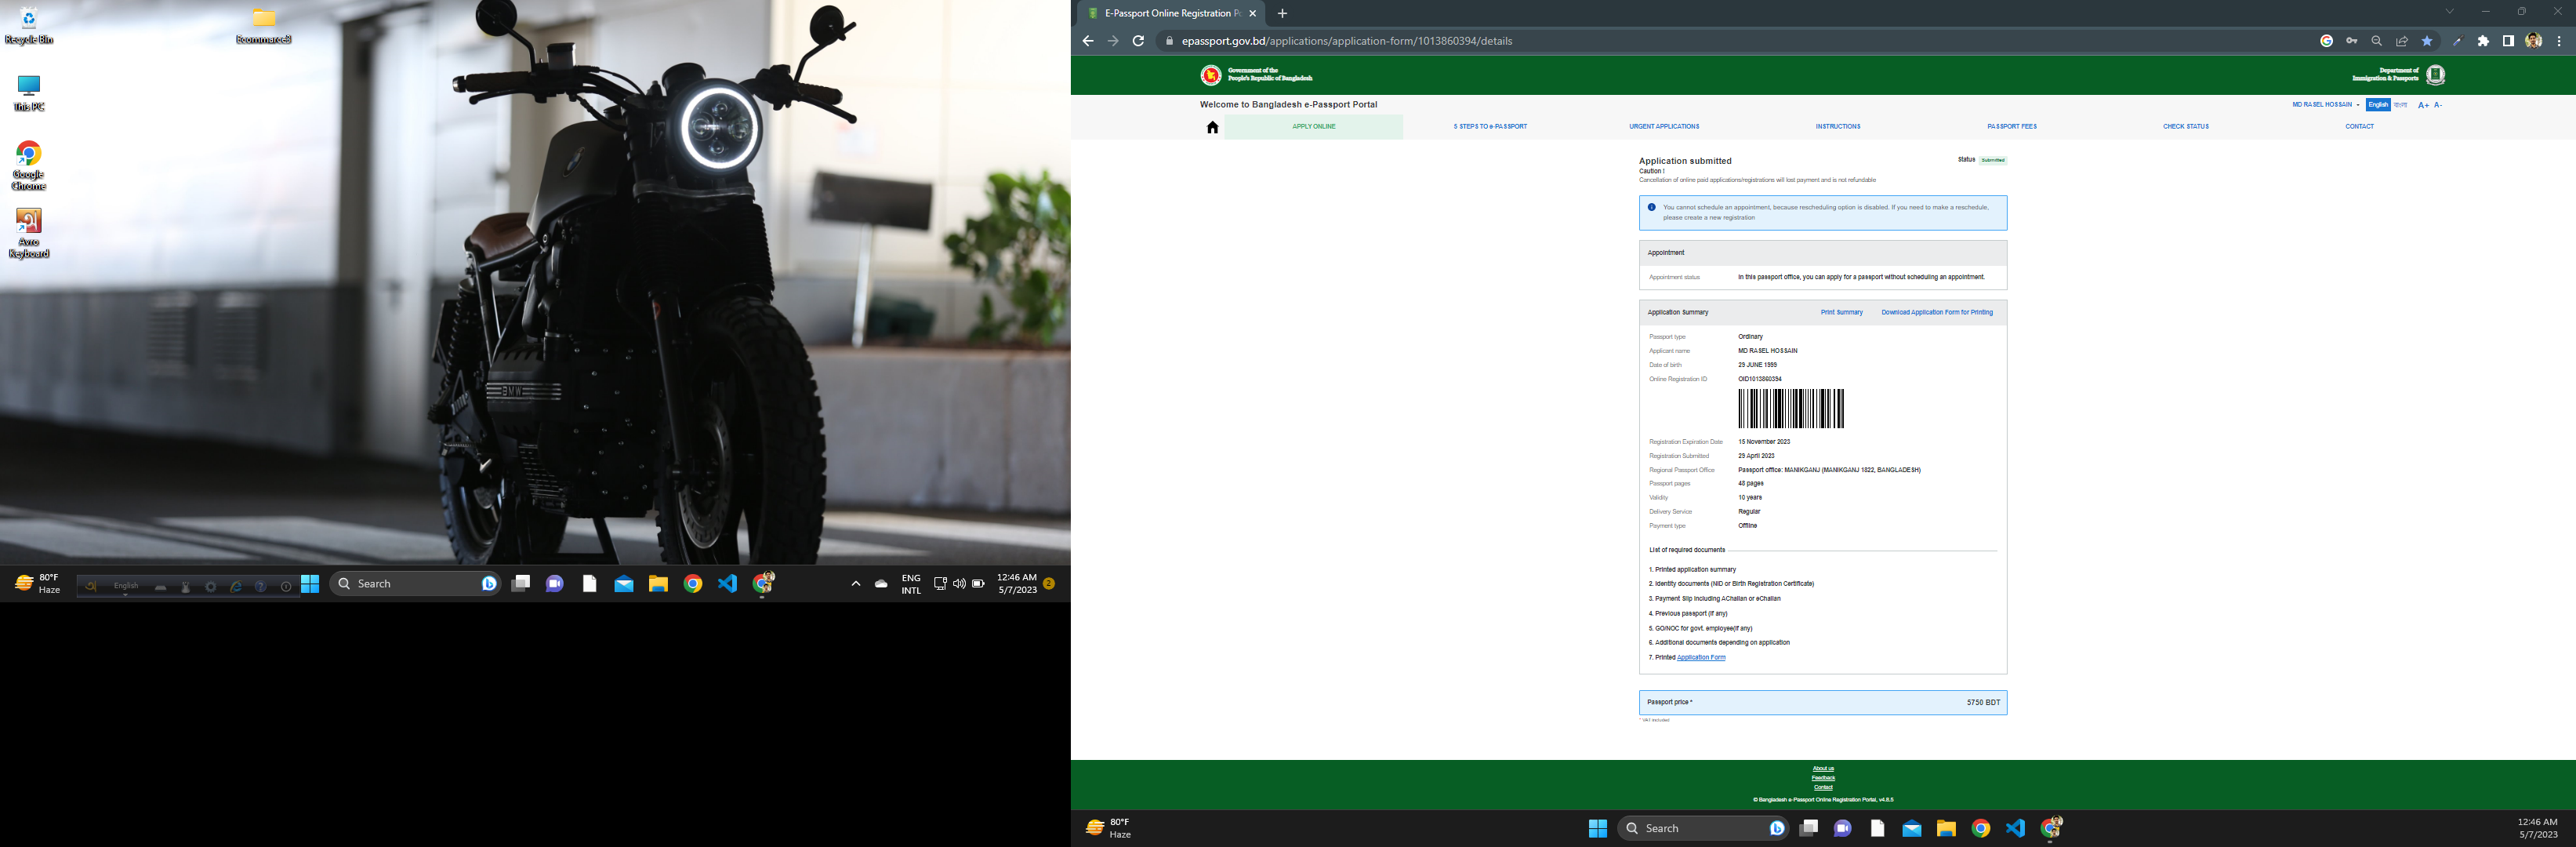 Recycle Bin
Ecommarce3
This PC
Google
Chrome
Avro
Keyboard
BMW
80°F
Haze
English
Search
ENG
INTL
12:46 AM
5/7/2023
2
E-Passport Online Registration Po
epassport.gov.bd/applications/application-form/1013860394/details
Government of the
People's Republic of Bangladesh
Department of
Immigration & Passports
Welcome to Bangladesh e-Passport Portal
MD RASEL HOSSAIN
English
বাংলা
A+ A-
APPLY ONLINE
5 STEPS TO e-PASSPORT
URGENT APPLICATIONS
INSTRUCTIONS
PASSPORT FEES
CHECK STATUS
CONTACT
Application submitted
Status Submitted
Caution !
Cancellation of online paid applications/registrations will lost payment and is not refundable
You cannot schedule an appointment, because rescheduling option is disabled. If you need to make a reschedule,
please create a new registration
Appointment
Appointment status In this passport office, you can apply for a passport without scheduling an appointment.
Application Summary Print Summary Download Application Form for Printing
Passport type Ordinary
Applicant name MD RASEL HOSSAIN
Date of birth 29 JUNE 1999
Online Registration ID OID1013860394
Registration Expiration Date 15 November 2023
Registration Submitted 29 April 2023
Regional Passport Office Passport office: MANIKGANJ (MANIKGANJ 1822, BANGLADESH)
Passport pages 48 pages
Validity 10 years
Delivery Service Regular
Payment type Offline
List of required documents
1. Printed application summary
2. Identity documents (NID or Birth Registration Certificate)
3. Payment Slip including AChallan or eChallan
4. Previous passport (if any)
5. GO/NOC for govt. employee(if any)
6. Additional documents depending on application
7. Printed Application Form
Passport price * 5750 BDT
* VAT included
About us
Feedback
Contact
© Bangladesh e-Passport Online Registration Portal, v4.8.5
80°F
Haze
Search
12:46 AM
5/7/2023